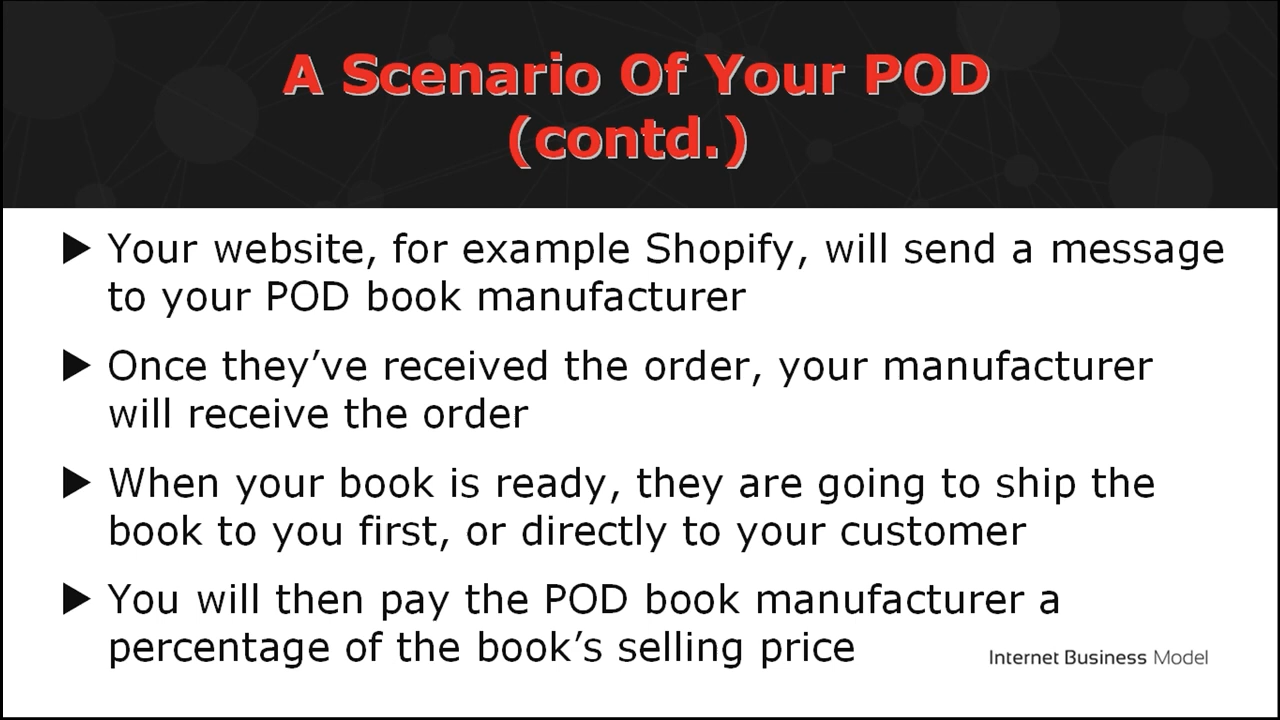 A Scenario Of Your POD
(contd.)
Your website, for example Shopify, will send a message
to your POD book manufacturer
Once they’ve received the order, your manufacturer
will receive the order
When your book is ready, they are going to ship the
book to you first, or directly to your customer
You will then pay the POD book manufacturer a
percentage of the book’s selling price
Internet Business Model